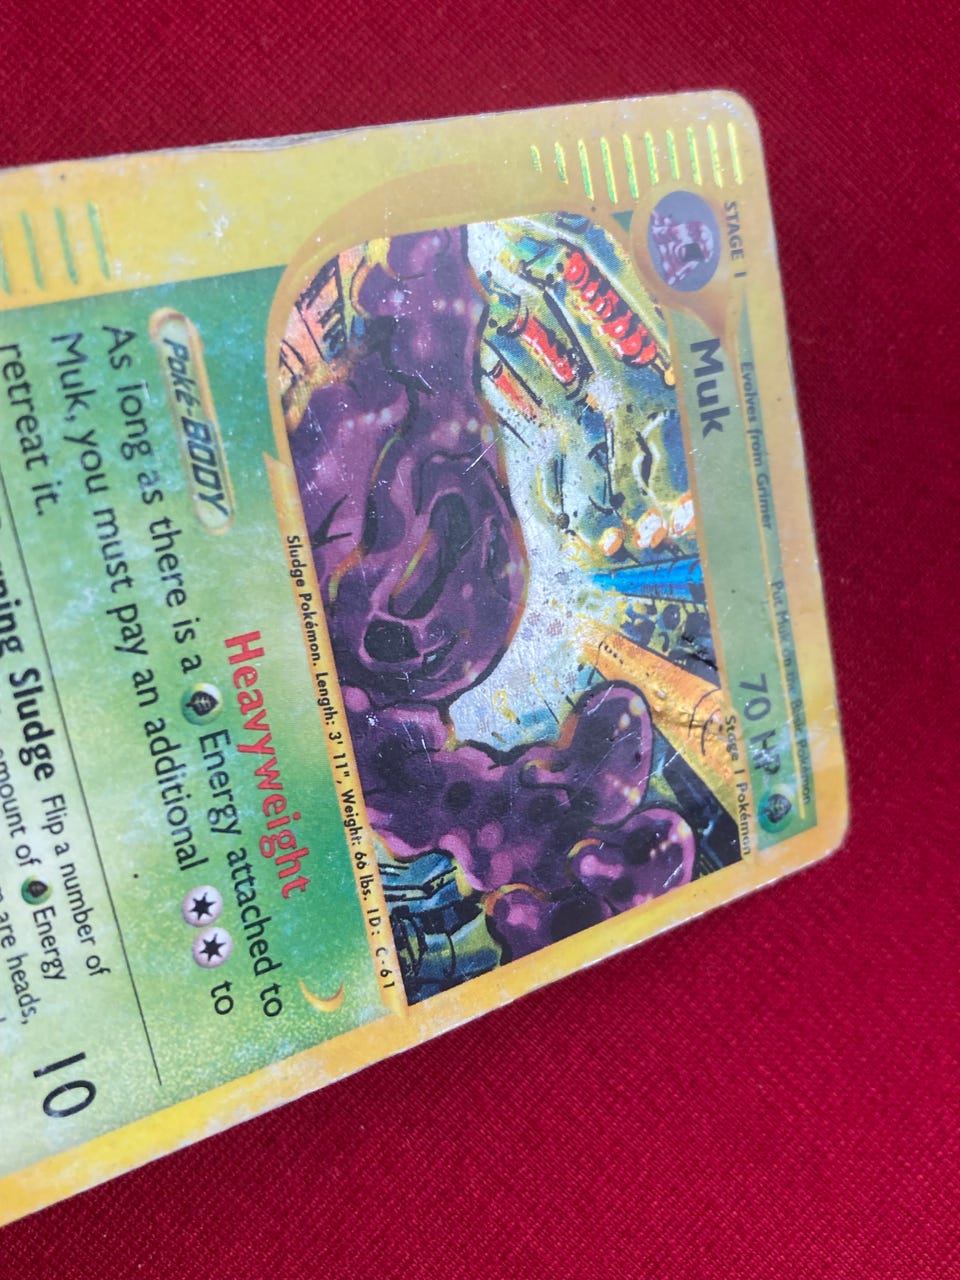 STAGE 1
Evolves from Grimer
Put Muk on the Basic Pokémon
Muk
70 HP
Stage 1 Pokémon
Sludge Pokémon. Length: 3' 11", Weight: 66 lbs. ID: C-61
Heavyweight
Poké-BODY
As long as there is a Energy attached to
Muk, you must pay an additional to
retreat it.
Sludge Flip a number of
amount of Energy
are heads,
10